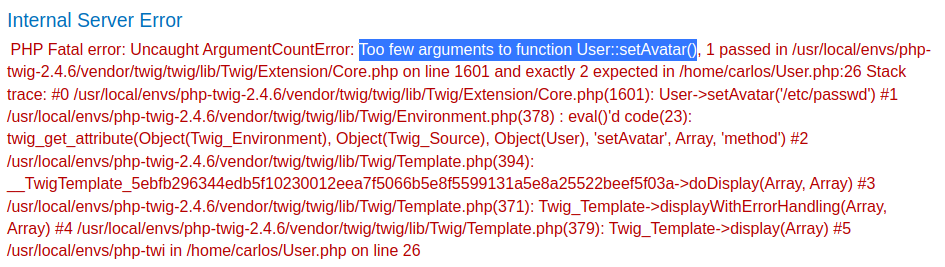 Internal Server Error
PHP Fatal error: Uncaught ArgumentCountError: Too few arguments to function User::setAvatar(), 1 passed in /usr/local/envs/php-
twig-2.4.6/vendor/twig/twig/lib/Twig/Extension/Core.php on line 1601 and exactly 2 expected in /home/carlos/User.php:26 Stack
trace: #0 /usr/local/envs/php-twig-2.4.6/vendor/twig/twig/lib/Twig/Extension/Core.php(1601): User->setAvatar('/etc/passwd') #1
/usr/local/envs/php-twig-2.4.6/vendor/twig/twig/lib/Twig/Environment.php(378) : eval()'d code(23):
twig_get_attribute(Object(Twig_Environment), Object(Twig_Source), Object(User), 'setAvatar', Array, 'method') #2
/usr/local/envs/php-twig-2.4.6/vendor/twig/twig/lib/Twig/Template.php(394):
__TwigTemplate_5ebfb296344edb5f10230012eea7f5066b5e8f5599131a5e8a25522beef5f03a->doDisplay(Array, Array) #3
/usr/local/envs/php-twig-2.4.6/vendor/twig/twig/lib/Twig/Template.php(371): Twig_Template->displayWithErrorHandling(Array,
Array) #4 /usr/local/envs/php-twig-2.4.6/vendor/twig/twig/lib/Twig/Template.php(379): Twig_Template->display(Array) #5
/usr/local/envs/php-twi in /home/carlos/User.php on line 26